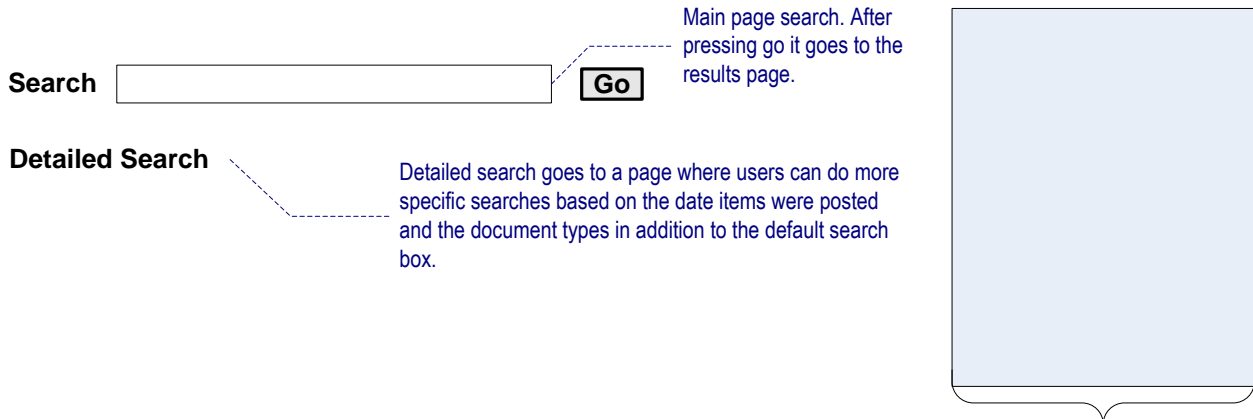 Main page search. After
pressing go it goes to the
results page.
Search
Go
Detailed Search
Detailed search goes to a page where users can do more
specific searches based on the date items were posted
and the document types in addition to the default search
box.